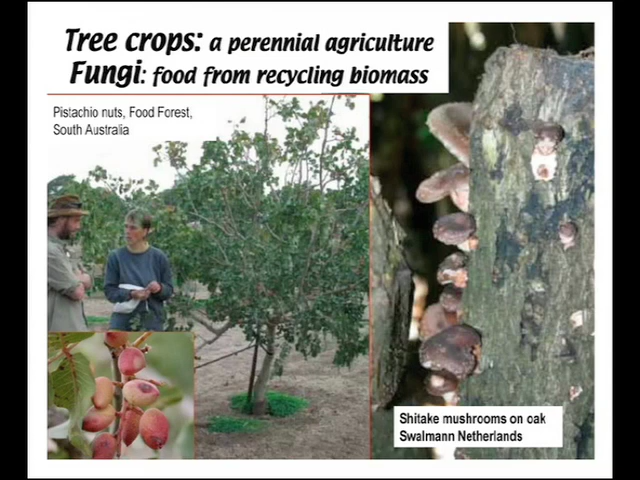 Tree crops: a perennial agriculture
Fungi: food from recycling biomass
Pistachio nuts, Food Forest,
South Australia
Shitake mushrooms on oak
Swalmann Netherlands